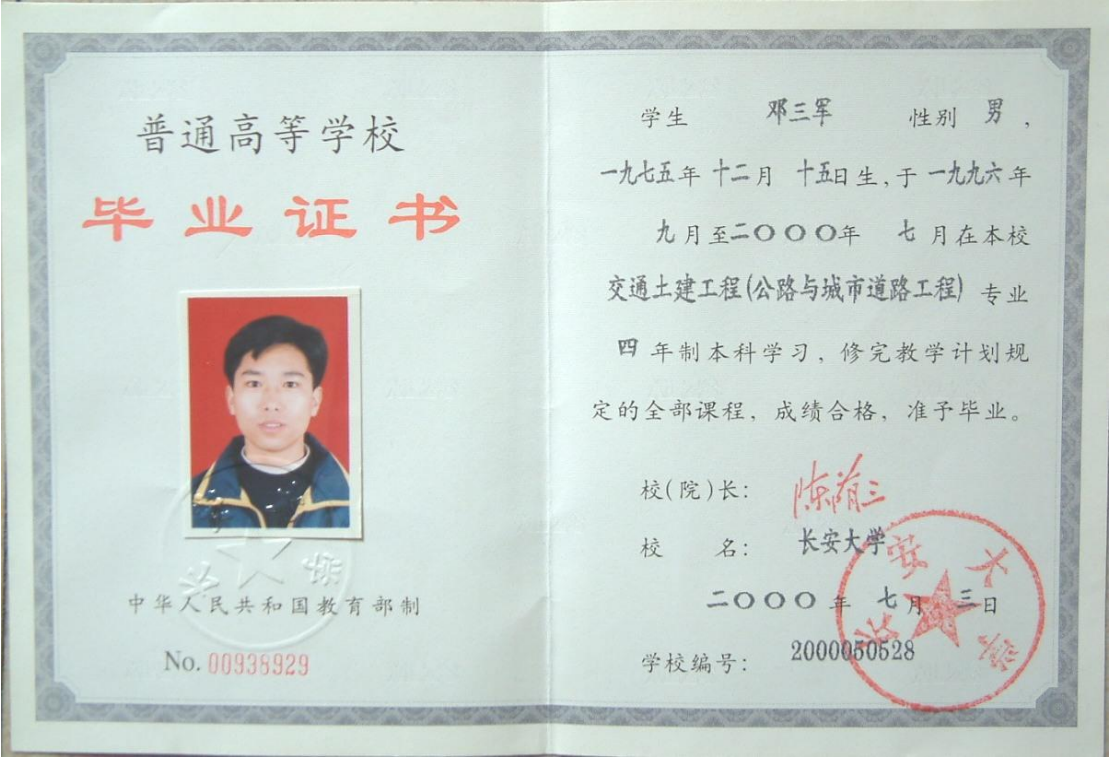 普通高等学校
毕业证书
中华人民共和国教育部制
No. 00938929
学生 邓三军 性别 男，
一九七五年 十二月 十五日生，于 一九九六年
九月至二〇〇〇年 七月在本校
交通土建工程(公路与城市道路工程) 专业
四 年制本科学习，修完教学计划规
定的全部课程，成绩合格，准予毕业。
校(院)长：
校 名： 长安大学
二〇〇〇年 七月 三日
学校编号： 2000050528
长安大学